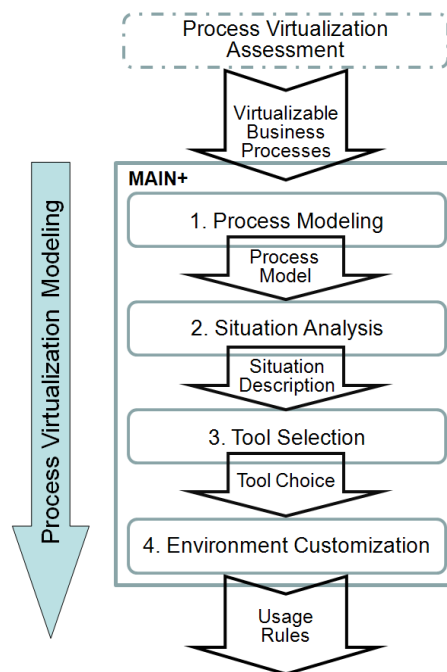 Process Virtualization
Assessment
Virtualizable
Business
Processes
MAIN+
1. Process Modeling
Process
Model
2. Situation Analysis
Situation
Description
3. Tool Selection
Tool Choice
4. Environment Customization
Usage
Rules
Process Virtualization Modeling